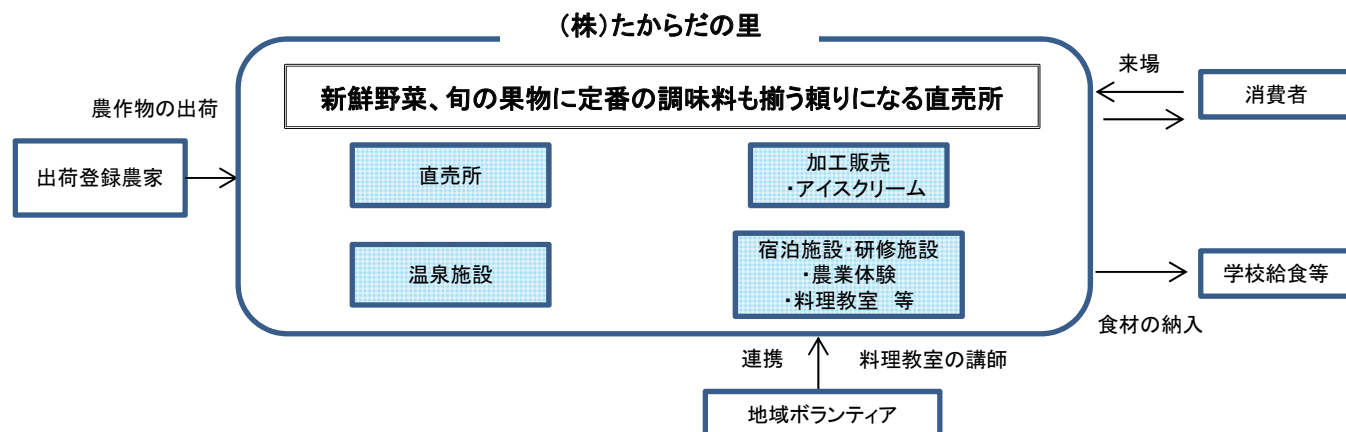 (株)たからだの里
新鮮野菜、旬の果物に定番の調味料も揃う頼りになる直売所
来場
消費者
農作物の出荷
出荷登録農家
直売所
加工販売
・アイスクリーム
温泉施設
宿泊施設・研修施設
・農業体験
・料理教室 等
学校給食等
食材の納入
連携
料理教室の講師
地域ボランティア